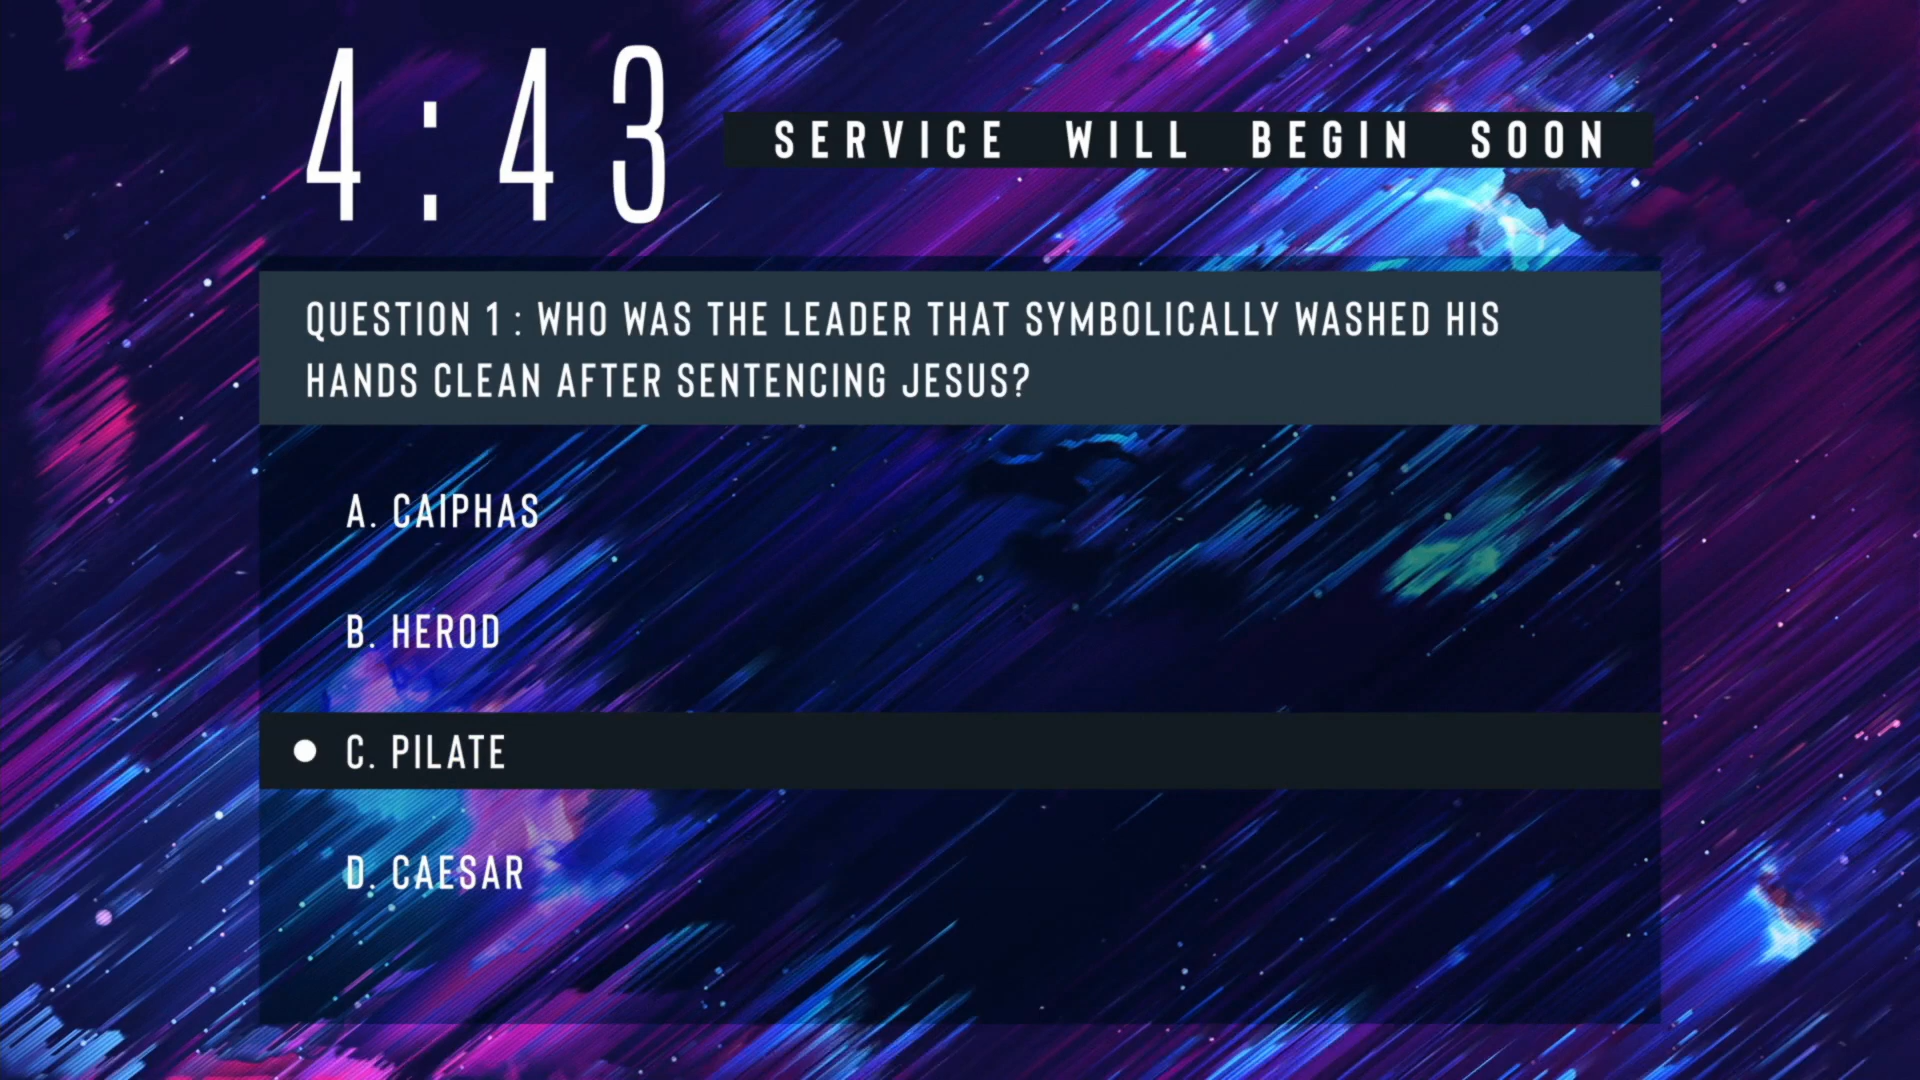 4:43
SERVICE WILL BEGIN SOON
QUESTION 1 : WHO WAS THE LEADER THAT SYMBOLICALLY WASHED HIS
HANDS CLEAN AFTER SENTENCING JESUS?
A. CAIPHAS
B. HEROD
C. PILATE
D. CAESAR